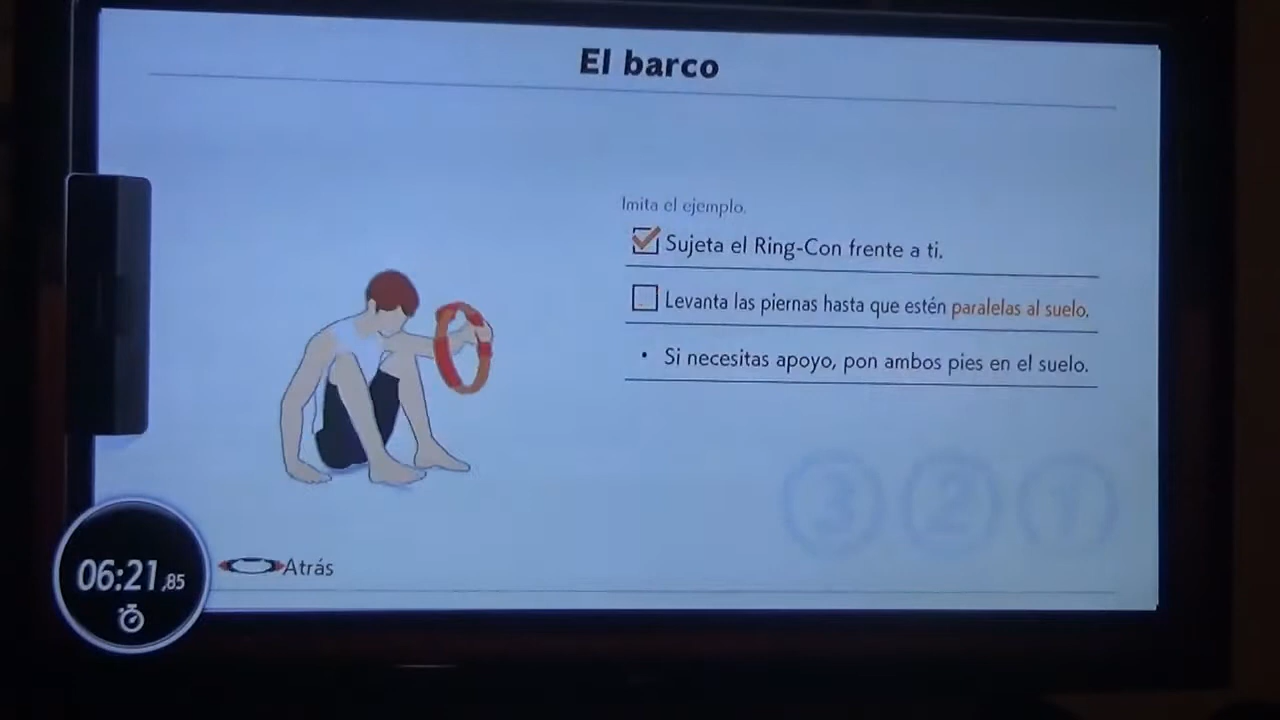 El barco
Imita el ejemplo.
Sujeta el Ring-Con frente a ti.
Levanta las piernas hasta que estén paralelas al suelo.
• Si necesitas apoyo, pon ambos pies en el suelo.
3 2 1
06:21,85
Atrás